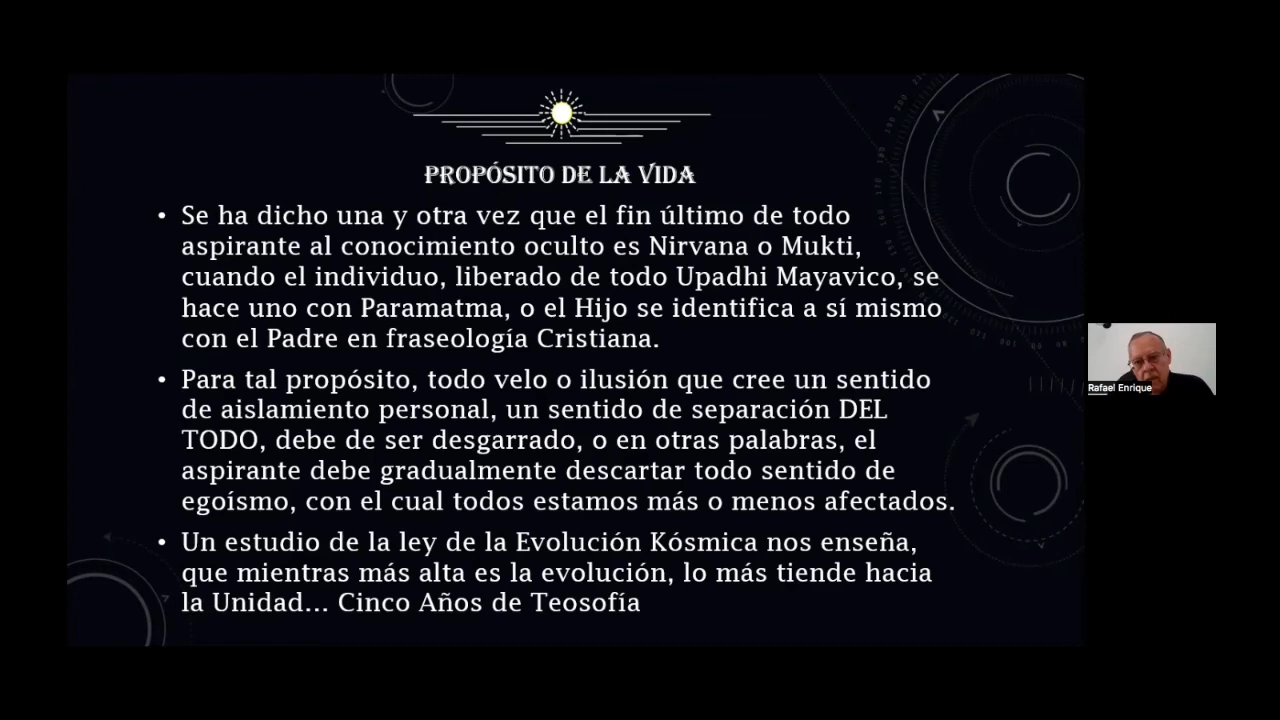 PROPÓSITO DE LA VIDA
• Se ha dicho una y otra vez que el fin último de todo
aspirante al conocimiento oculto es Nirvana o Mukti,
cuando el individuo, liberado de todo Upadhi Mayavico, se
hace uno con Paramatma, o el Hijo se identifica a sí mismo
con el Padre en fraseología Cristiana.
• Para tal propósito, todo velo o ilusión que cree un sentido
de aislamiento personal, un sentido de separación DEL
TODO, debe de ser desgarrado, o en otras palabras, el
aspirante debe gradualmente descartar todo sentido de
egoísmo, con el cual todos estamos más o menos afectados.
• Un estudio de la ley de la Evolución Kósmica nos enseña,
que mientras más alta es la evolución, lo más tiende hacia
la Unidad... Cinco Años de Teosofía
Rafael Enrique